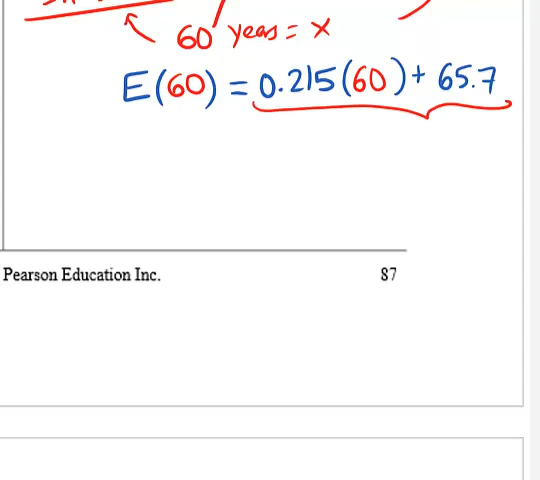 60 years = x
E(60) = 0.215(60) + 65.7
Pearson Education Inc. 87